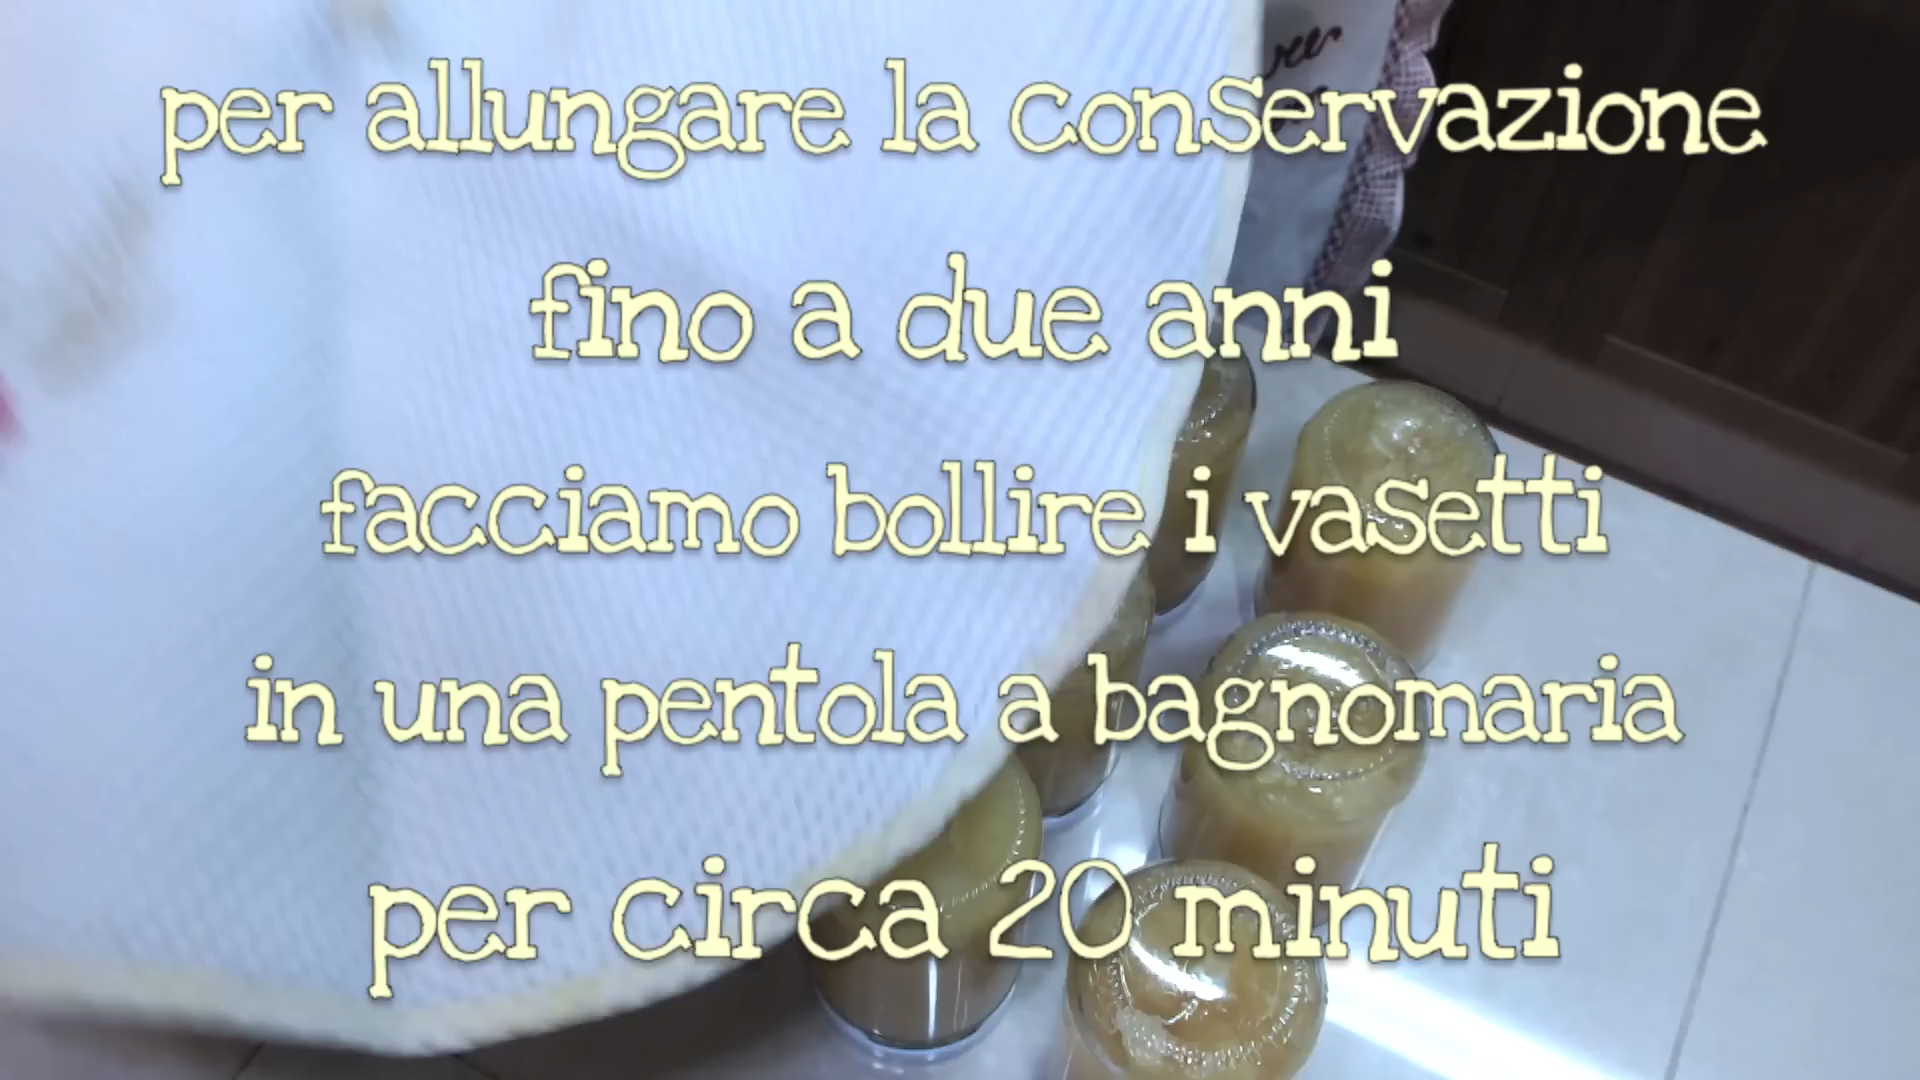 per allungare la conservazione
fino a due anni
facciamo bollire i vasetti
in una pentola a bagnomaria
per circa 20 minuti